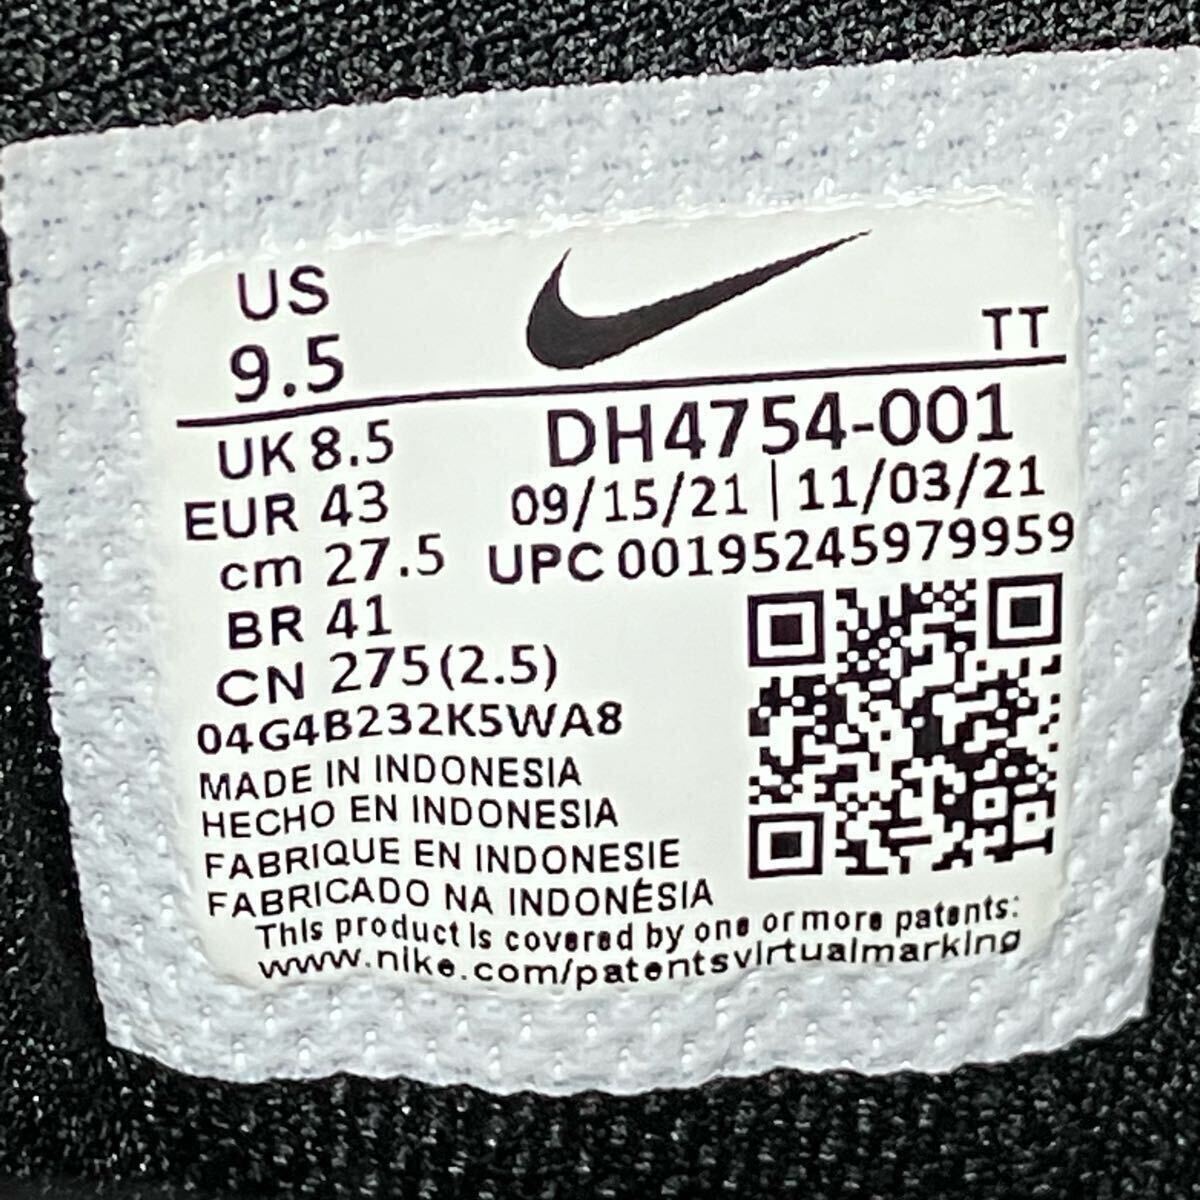 US
9.5
TT
UK 8.5
DH4754-001
EUR 43
09/15/21 | 11/03/21
cm 27.5
UPC 00195245979959
BR 41
CN 275(2.5)
04G4B232K5WA8
MADE IN INDONESIA
HECHO EN INDONESIA
FABRIQUE EN INDONESIE
FABRICADO NA INDONÉSIA
This product is covered by one or more patents:
www.nike.com/patentsvirtualmarking